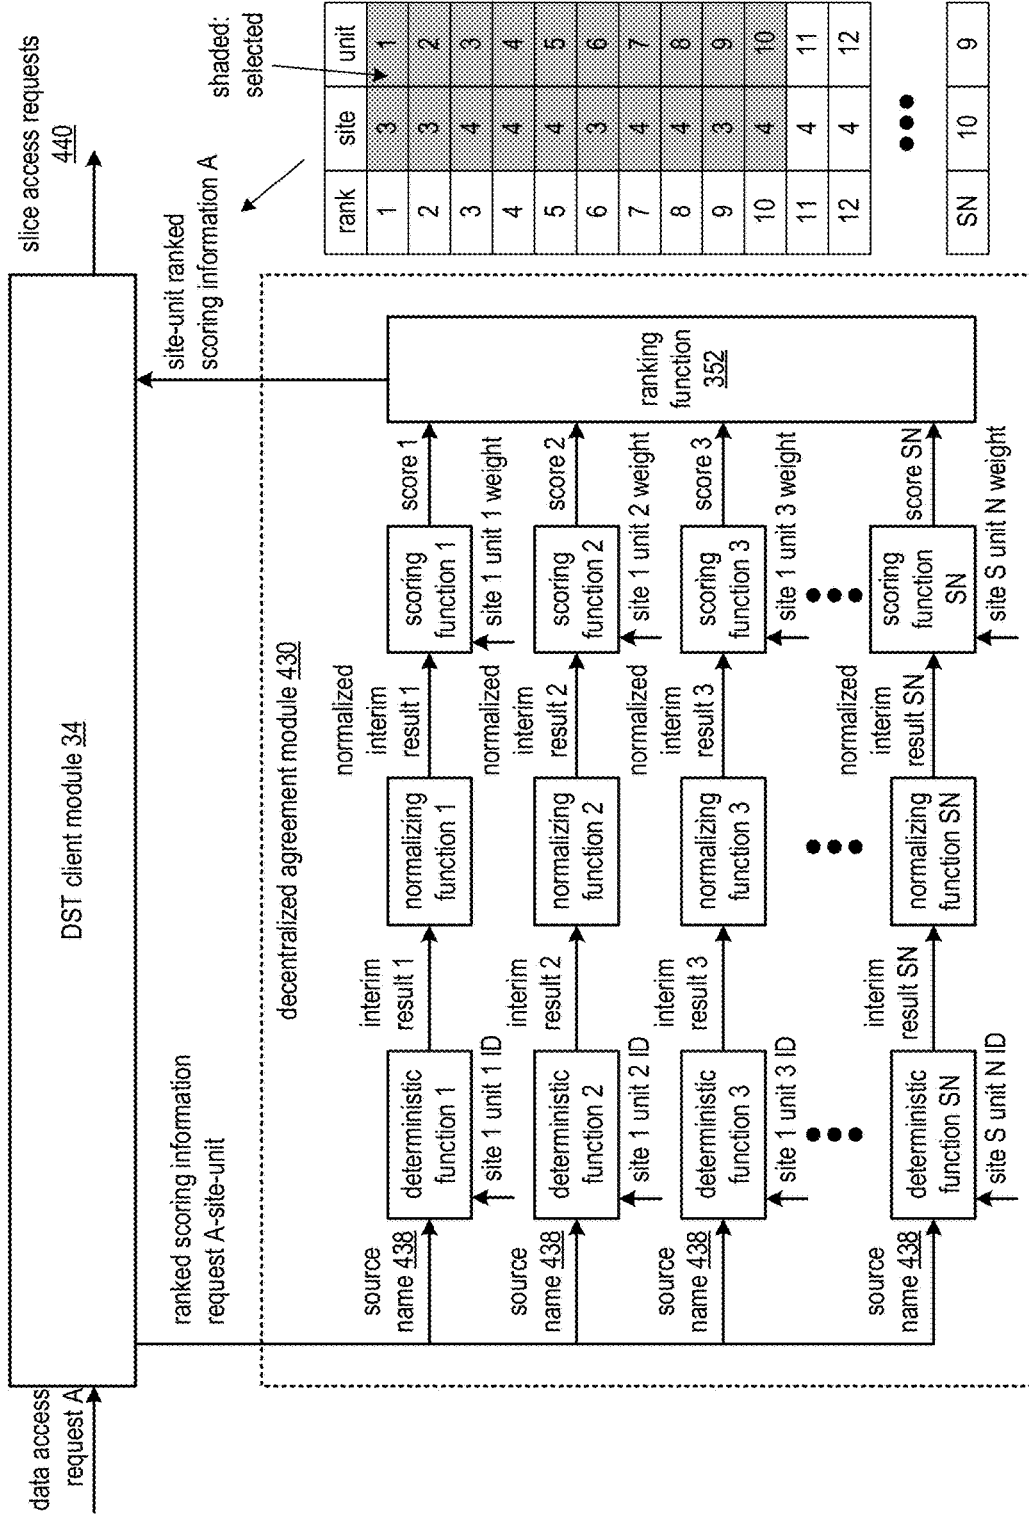 data access
request A
DST client module 34
slice access requests
440
ranked scoring information
request A-site-unit
site-unit ranked
scoring information A
decentralized agreement module 430
source
name 438
deterministic
function 1
site 1 unit 1 ID
interim
result 1
normalizing
function 1
normalized
interim
result 1
scoring
function 1
site 1 unit 1 weight
score 1
source
name 438
deterministic
function 2
site 1 unit 2 ID
interim
result 2
normalizing
function 2
normalized
interim
result 2
scoring
function 2
site 1 unit 2 weight
score 2
source
name 438
deterministic
function 3
site 1 unit 3 ID
interim
result 3
normalizing
function 3
normalized
interim
result 3
scoring
function 3
site 1 unit 3 weight
score 3
source
name 438
deterministic
function SN
site S unit N ID
interim
result SN
normalizing
function SN
normalized
interim
result SN
scoring
function SN
site S unit N weight
score SN
ranking
function
352
shaded:
selected
rank site unit
1 3 1
2 3 2
3 4 3
4 4 4
5 4 5
6 3 6
7 4 7
8 4 8
9 3 9
10 4 10
11 4 11
12 4 12
SN 10 9